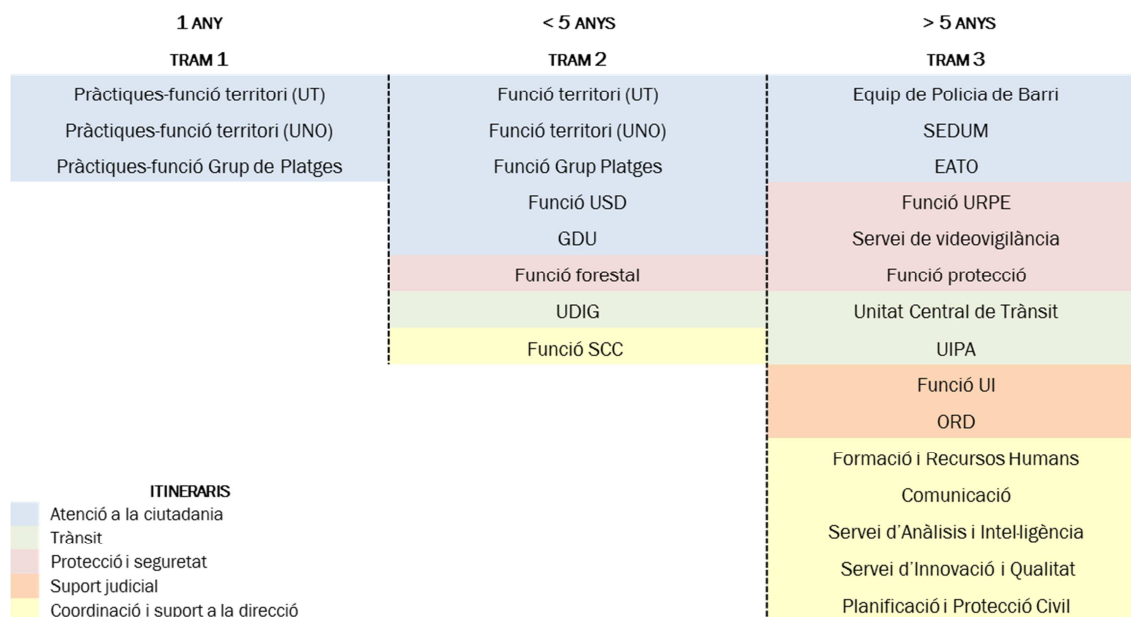 1 ANY
< 5 ANYS
> 5 ANYS
TRAM 1
TRAM 2
TRAM 3
Pràctiques-funció territori (UT)
Funció territori (UT)
Equip de Policia de Barri
Pràctiques-funció territori (UNO)
Funció territori (UNO)
SEDUM
Pràctiques-funció Grup de Platges
Funció Grup Platges
EATO
Funció USD
Funció URPE
GDU
Servei de videovigilància
Funció forestal
Funció protecció
UDIG
Unitat Central de Trànsit
Funció SCC
UIPA
Funció UI
ORD
Formació i Recursos Humans
Comunicació
Servei d'Anàlisis i Intel·ligència
Servei d'Innovació i Qualitat
Planificació i Protecció Civil
ITINERARIS
Atenció a la ciutadania
Trànsit
Protecció i seguretat
Suport judicial
Coordinació i suport a la direcció